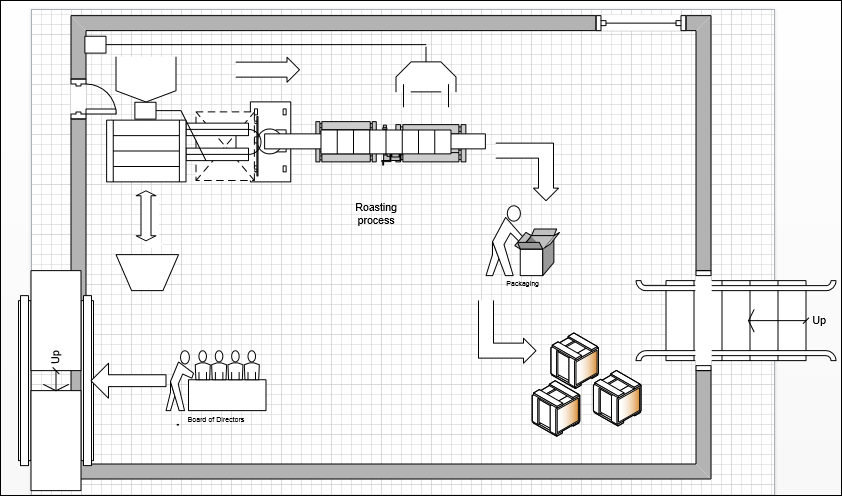 Roasting
process
Packaging
Up
Up
Board of Directors